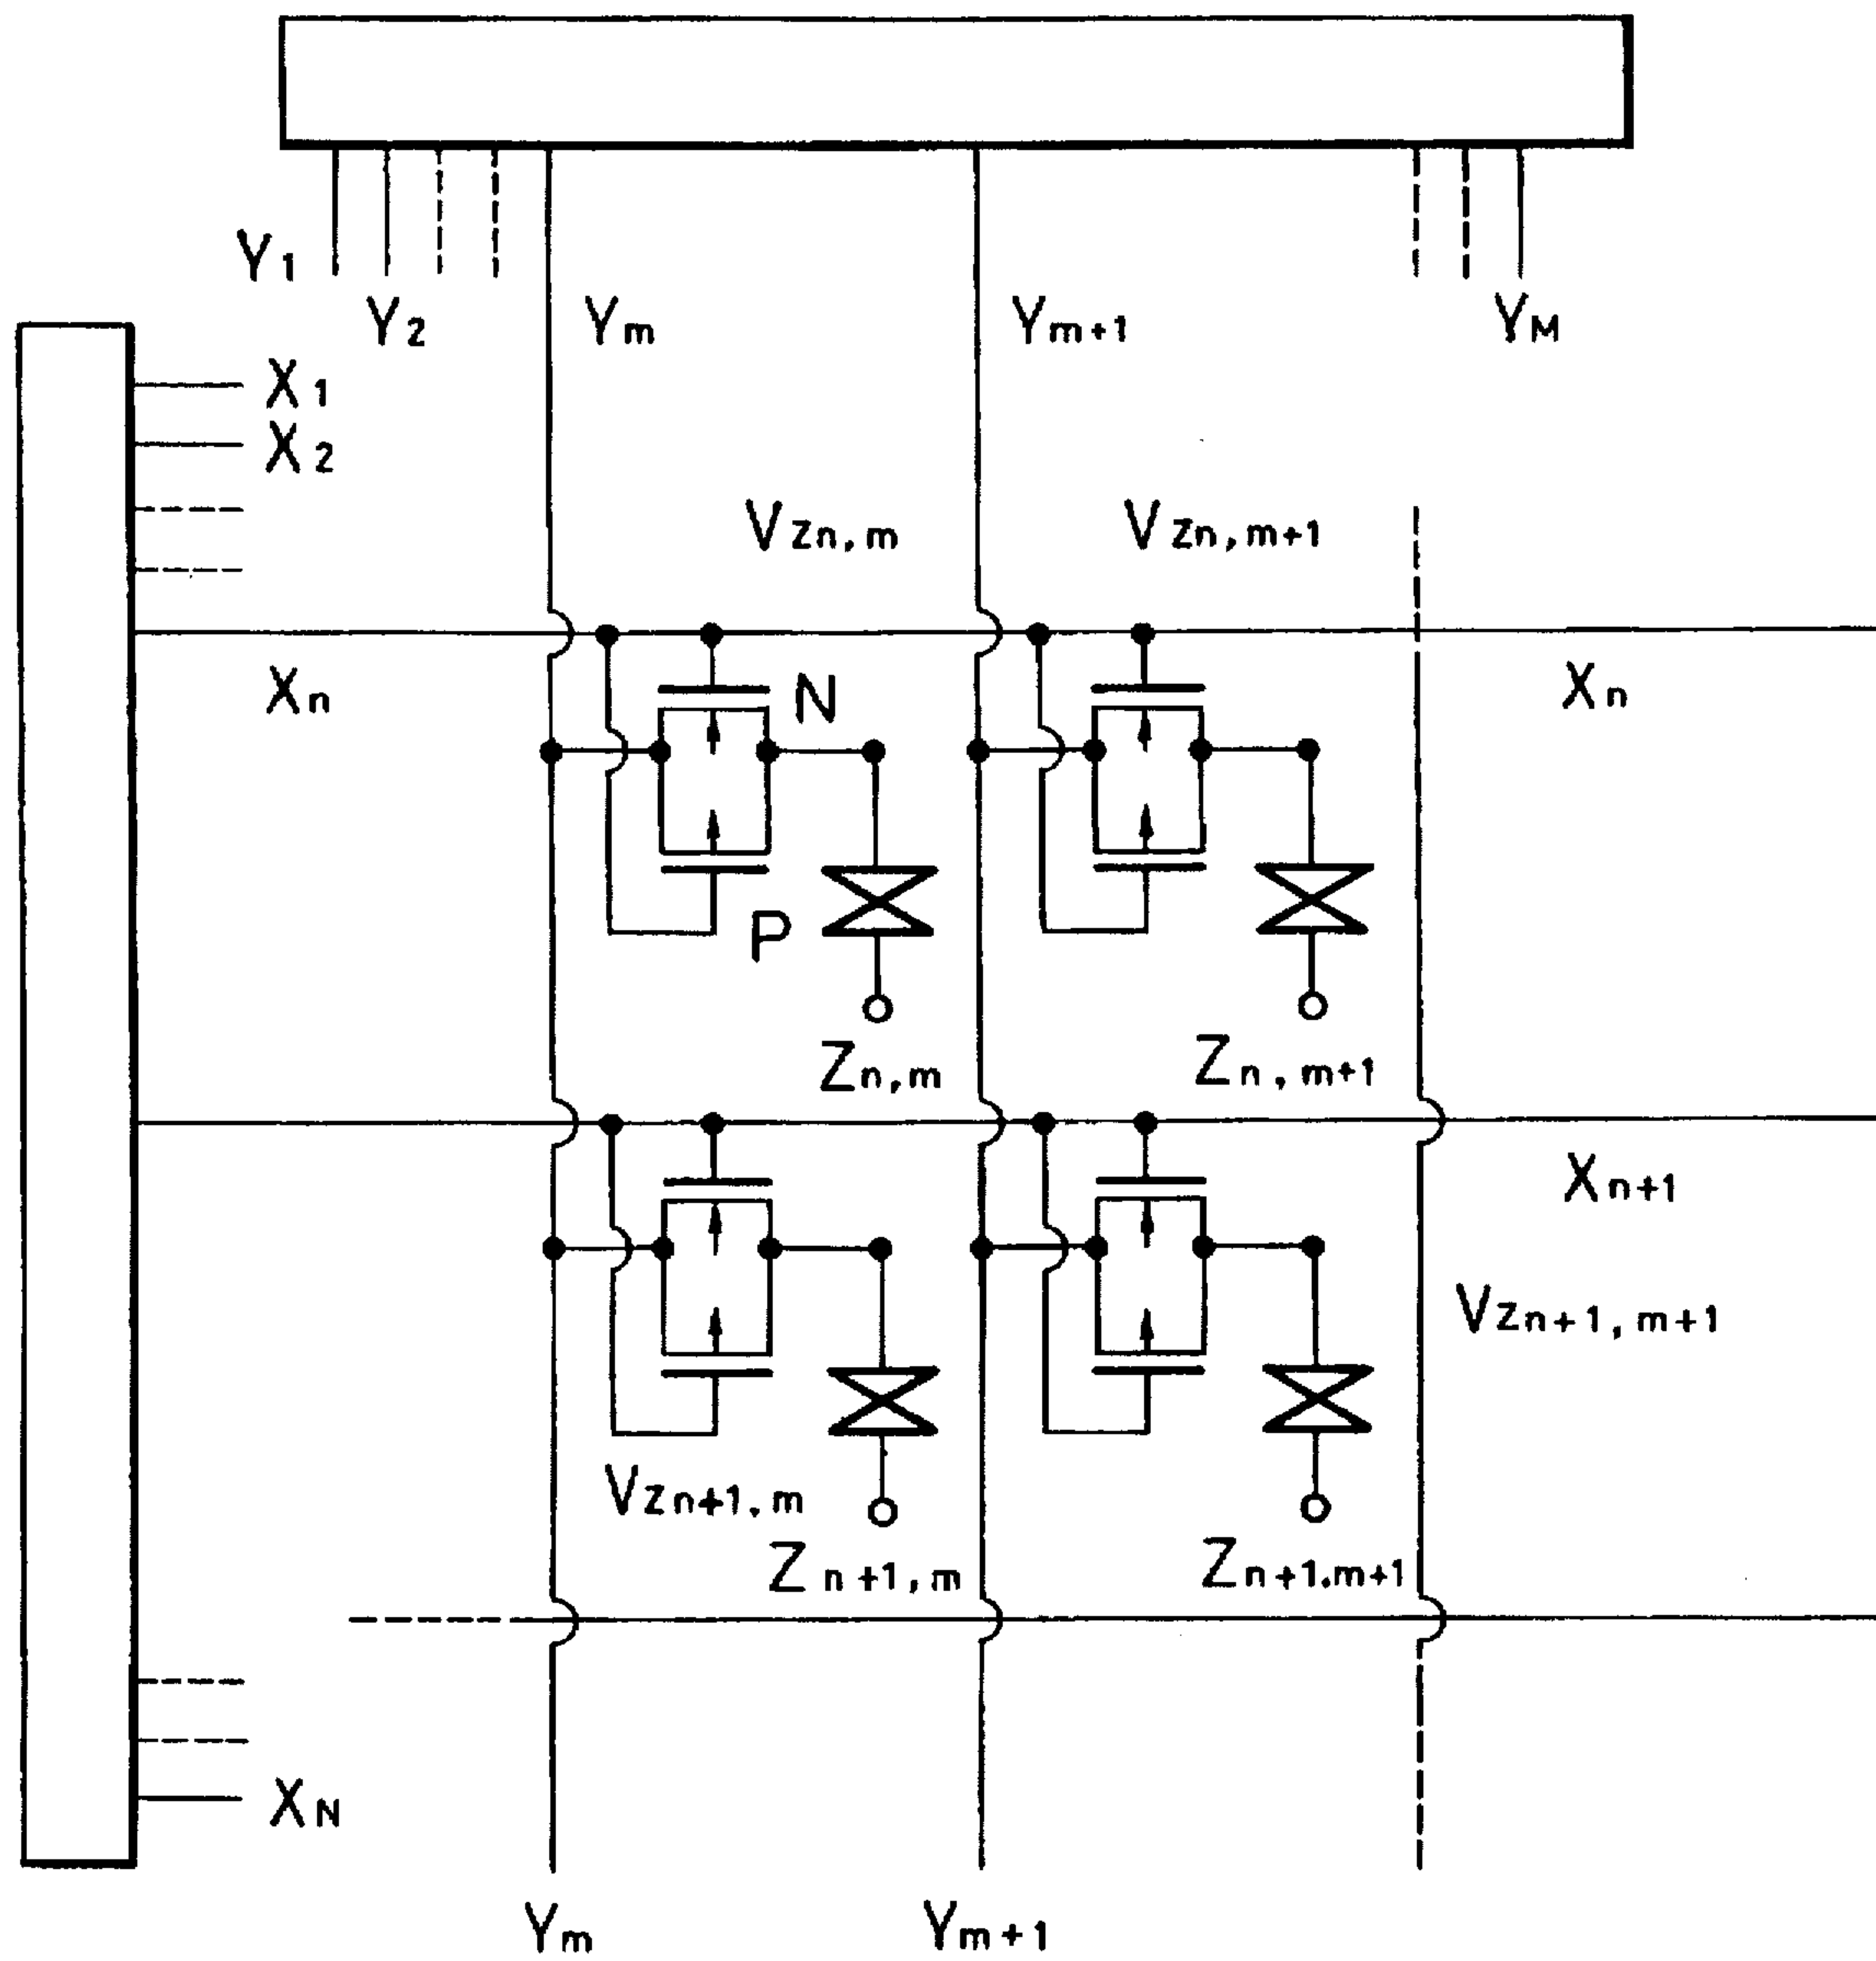 Y1
Y2
Ym
Ym+1
YM
X1
X2
VZn,m
VZn,m+1
Xn
N
Xn
P
Zn,m
Zn,m+1
Xn+1
VZn+1,m+1
VZn+1.m
Zn+1,m
Zn+1.m+1
XN
Ym
Ym+1